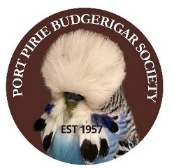 PORT PIRIE BUDGERIGAR SOCIETY
EST 1957